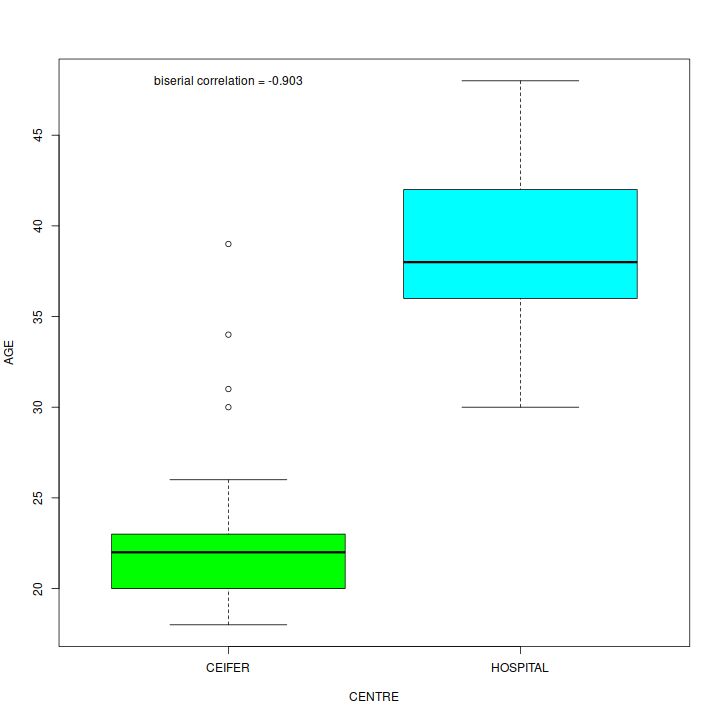 biserial correlation = -0.903
45
40
35
30
25
20
AGE
CEIFER HOSPITAL
CENTRE